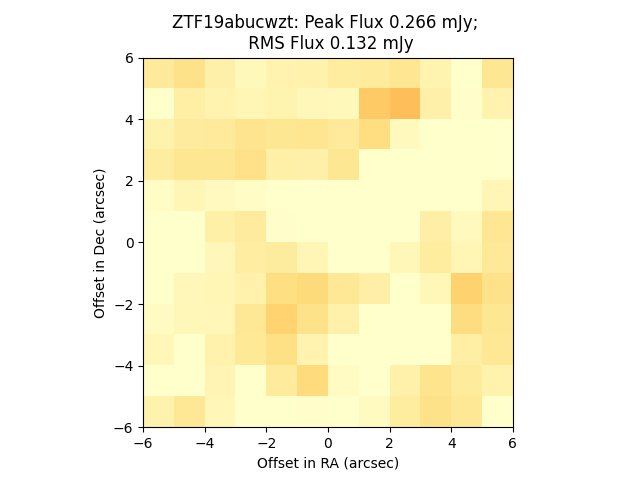 ZTF19abucwzt: Peak Flux 0.266 mJy;
RMS Flux 0.132 mJy
6
4
2
0
−2
−4
−6
Offset in Dec (arcsec)
−6 −4 −2 0 2 4 6
Offset in RA (arcsec)